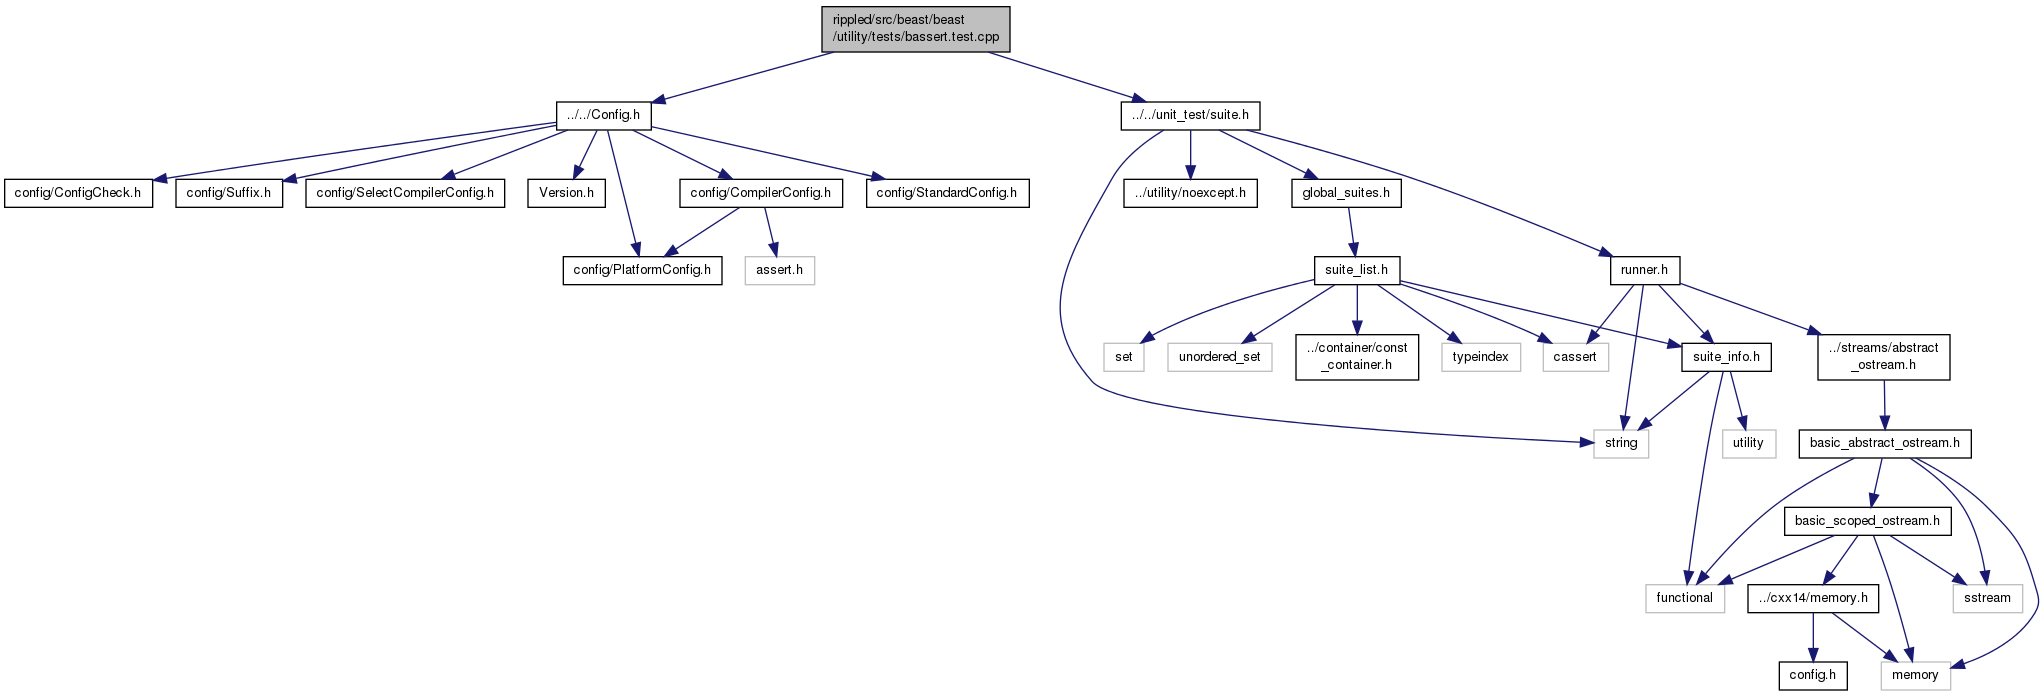 rippled/src/beast/beast
/utility/tests/bassert.test.cpp
../../Config.h
../../unit_test/suite.h
config/ConfigCheck.h
config/Suffix.h
config/SelectCompilerConfig.h
Version.h
config/CompilerConfig.h
config/StandardConfig.h
../utility/noexcept.h
global_suites.h
config/PlatformConfig.h
assert.h
suite_list.h
runner.h
set
unordered_set
../container/const
_container.h
typeindex
cassert
suite_info.h
../streams/abstract
_ostream.h
string
utility
basic_abstract_ostream.h
basic_scoped_ostream.h
functional
../cxx14/memory.h
sstream
config.h
memory